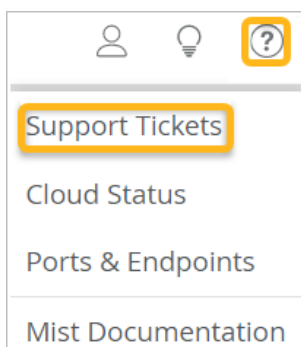 ?
Support Tickets
Cloud Status
Ports & Endpoints
Mist Documentation